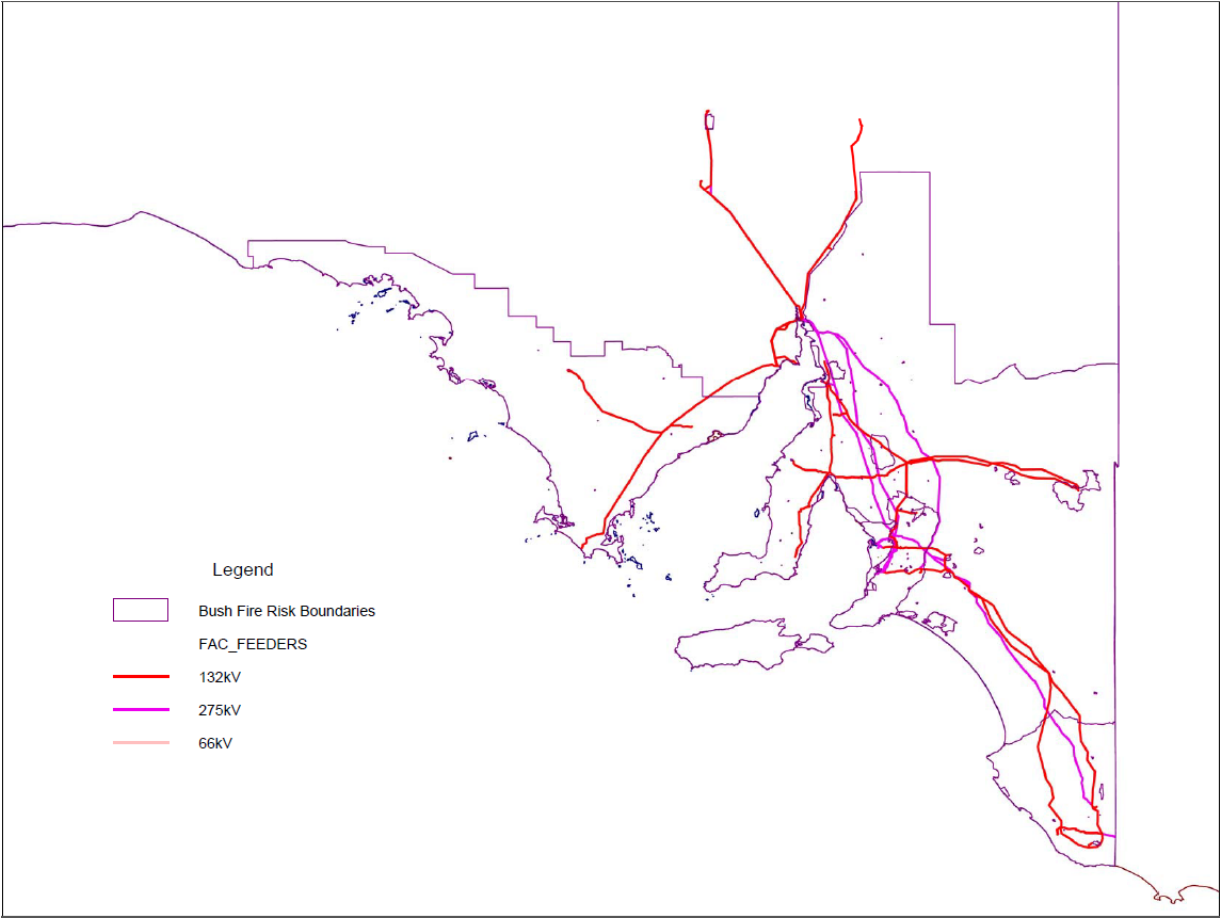 Legend
Bush Fire Risk Boundaries
FAC_FEEDERS
132kV
275kV
66kV